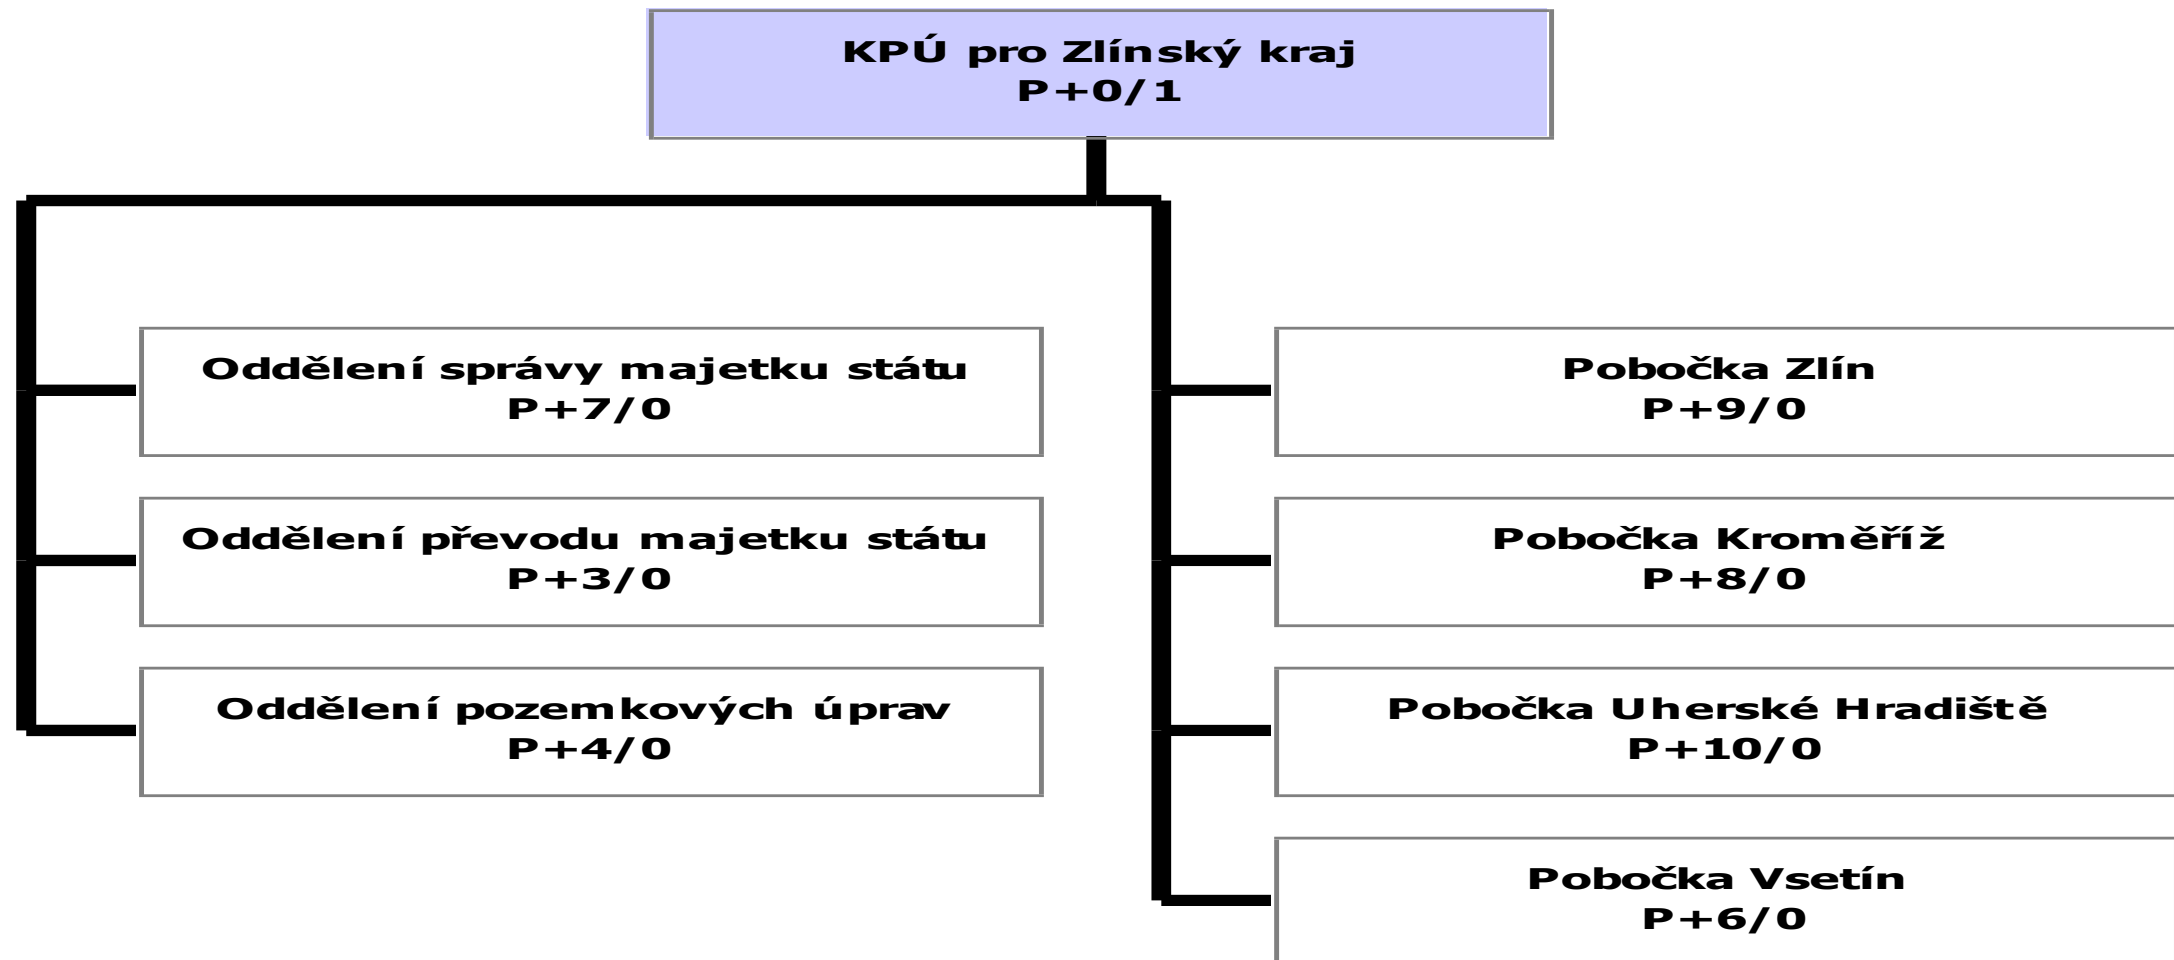 KPÚ pro Zlínský kraj
P+0/1
Oddělení správy majetku státu
P+7/0
Oddělení převodu majetku státu
P+3/0
Oddělení pozemkových úprav
P+4/0
Pobočka Zlín
P+9/0
Pobočka Kroměříž
P+8/0
Pobočka Uherské Hradiště
P+10/0
Pobočka Vsetín
P+6/0